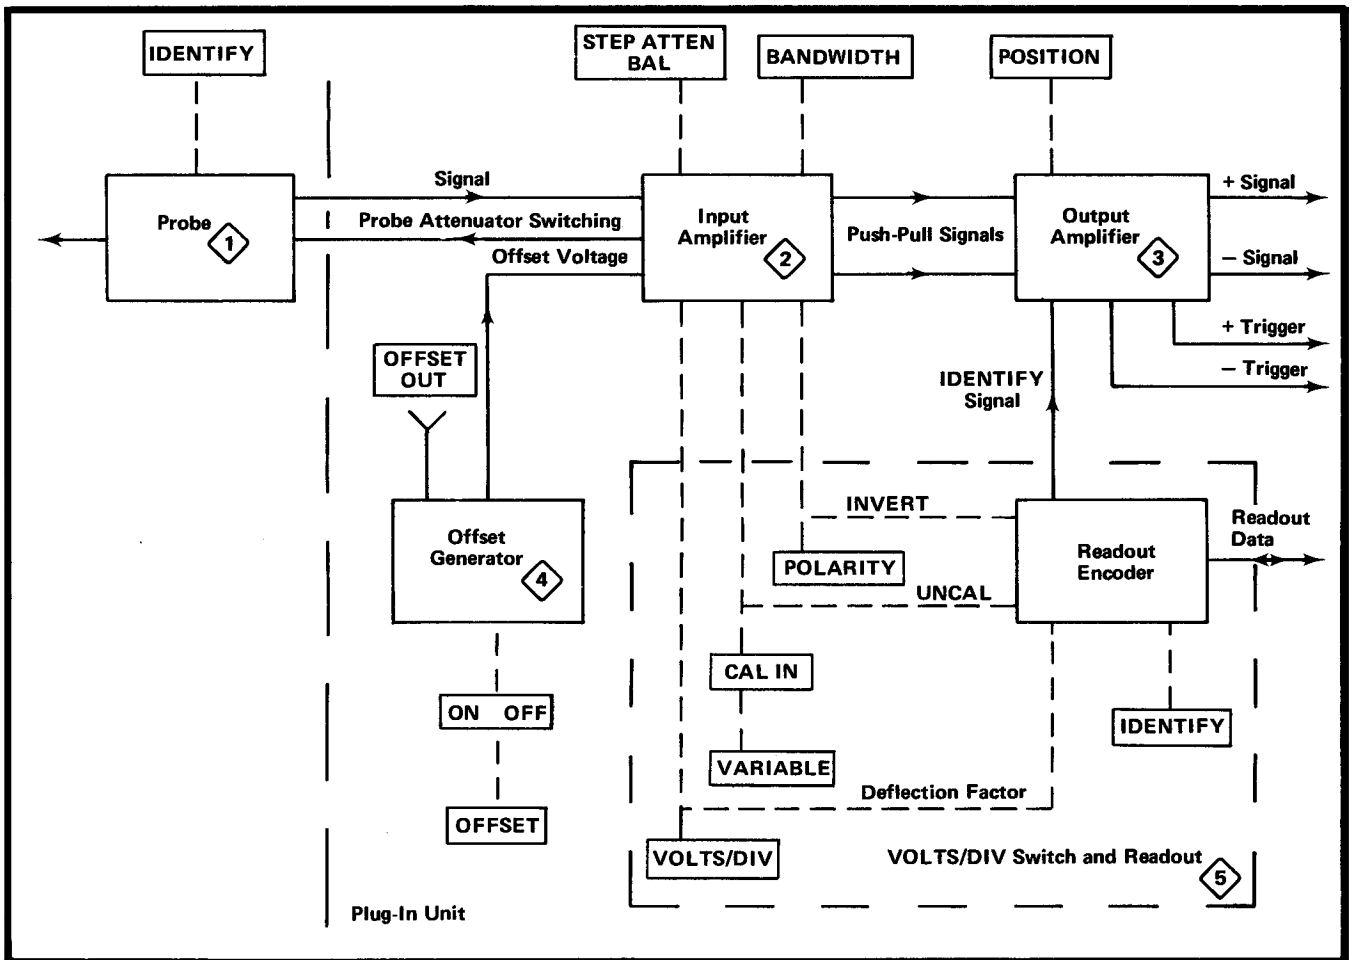 IDENTIFY
STEP ATTEN
BAL
BANDWIDTH
POSITION
Probe
1
Signal
Probe Attenuator Switching
Offset Voltage
Input
Amplifier
2
Push-Pull Signals
Output
Amplifier
3
+ Signal
− Signal
+ Trigger
− Trigger
OFFSET
OUT
IDENTIFY
Signal
Offset
Generator
4
INVERT
POLARITY
UNCAL
Readout
Encoder
Readout
Data
CAL IN
ON OFF
IDENTIFY
VARIABLE
Deflection Factor
OFFSET
VOLTS/DIV
VOLTS/DIV Switch and Readout
5
Plug-In Unit